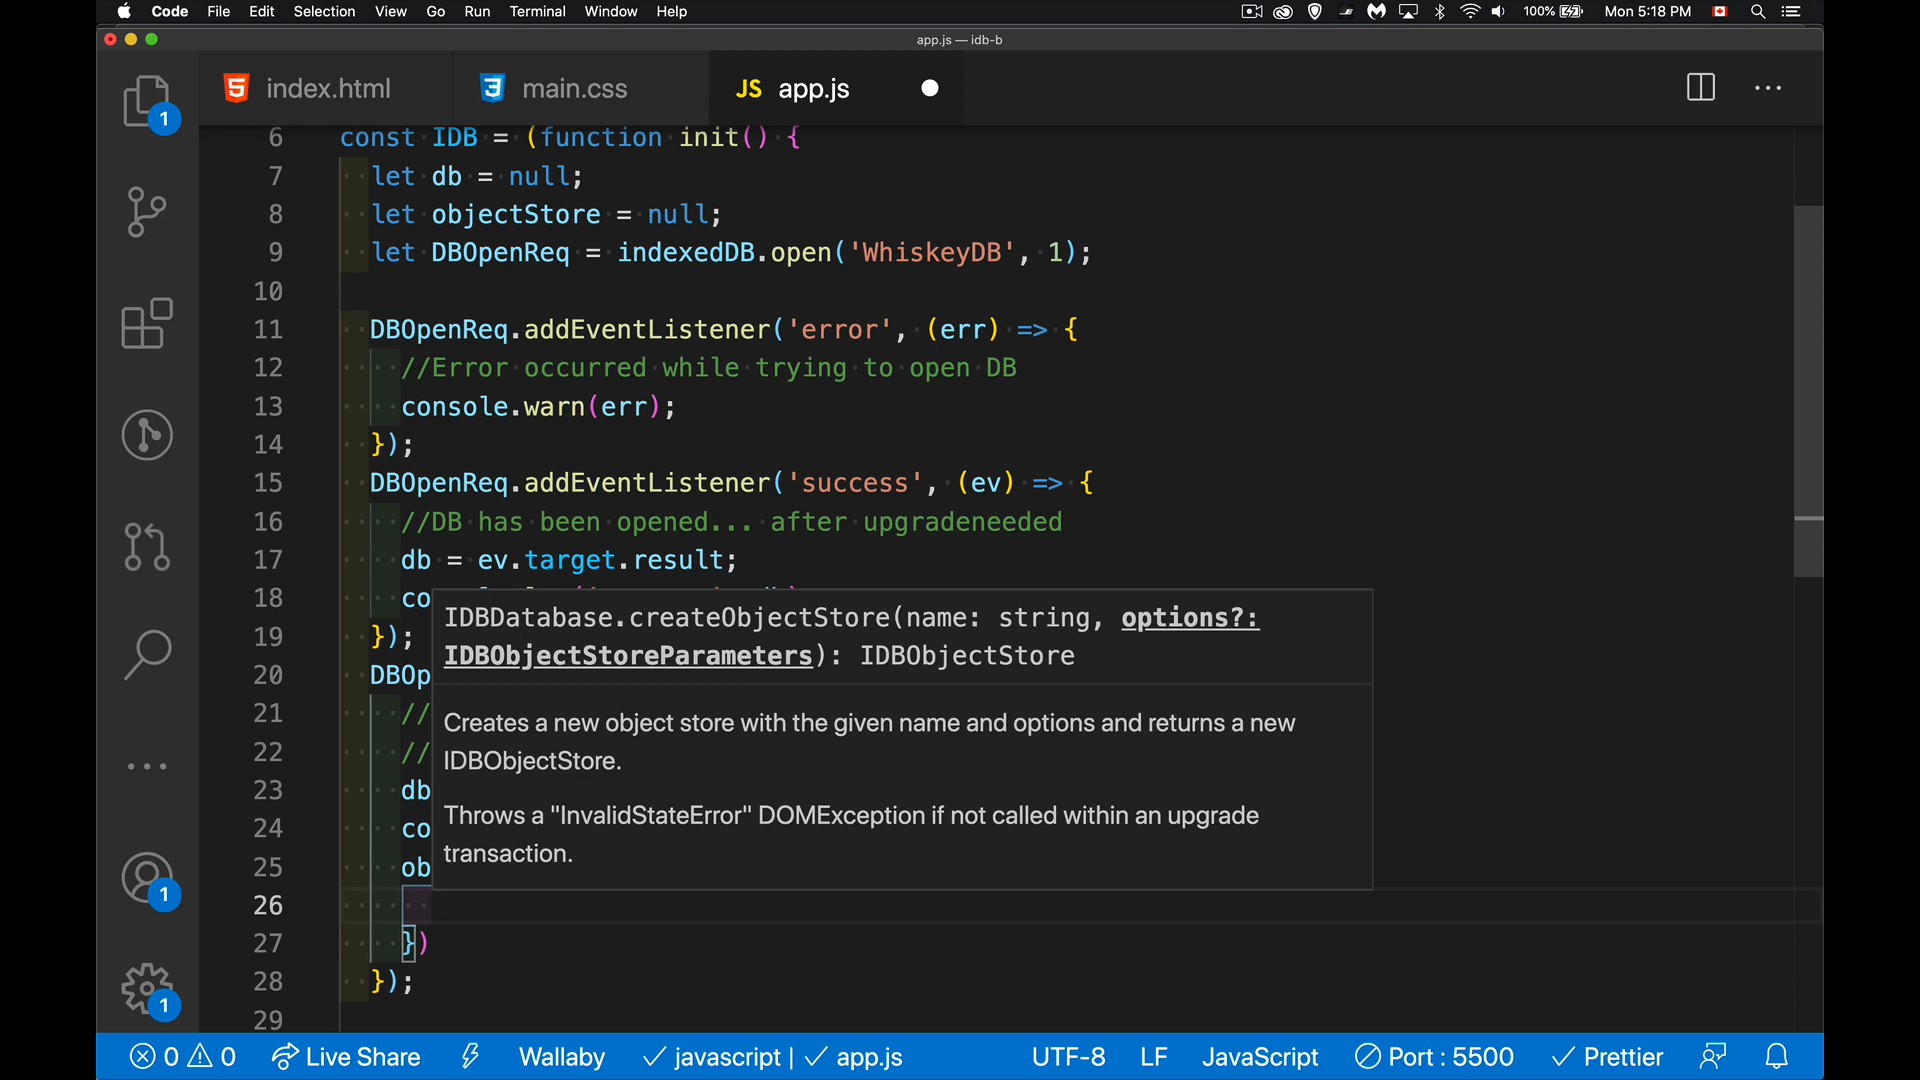 Code File Edit Selection View Go Run Terminal Window Help 100% Mon 5:18 PM
app.js — idb-b
index.html main.css JS app.js
6 const IDB = (function init() {
7 let db = null;
8 let objectStore = null;
9 let DBOpenReq = indexedDB.open('WhiskeyDB', 1);
10
11 DBOpenReq.addEventListener('error', (err) => {
12 //Error occurred while trying to open DB
13 console.warn(err);
14 });
15 DBOpenReq.addEventListener('success', (ev) => {
16 //DB has been opened... after upgradeneeded
17 db = ev.target.result;
18 co
IDBDatabase.createObjectStore(name: string, options?:
19 });
IDBObjectStoreParameters): IDBObjectStore
20 DBOp
21 //
Creates a new object store with the given name and options and returns a new
22 //
IDBObjectStore.
23 db
Throws a "InvalidStateError" DOMException if not called within an upgrade
24 co
transaction.
25 ob
26
27 })
28 });
29
1
1
1
0 0 Live Share Wallaby javascript | app.js UTF-8 LF JavaScript Port : 5500 Prettier